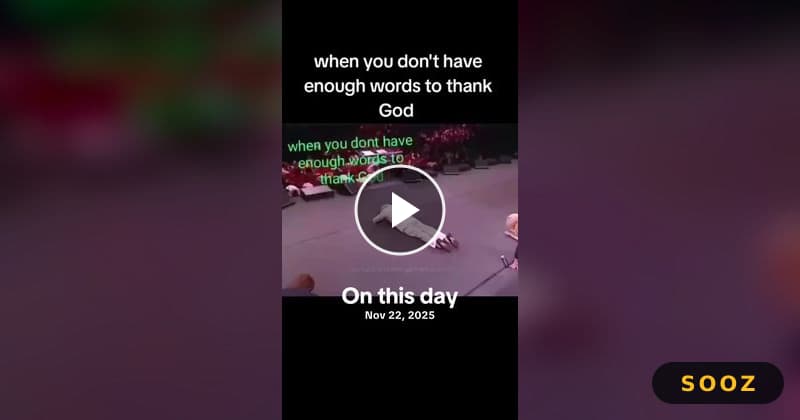 when you don't have
enough words to thank
God
when you dont have
enough words to
thank God
On this day
Nov 22, 2025
SOOZ